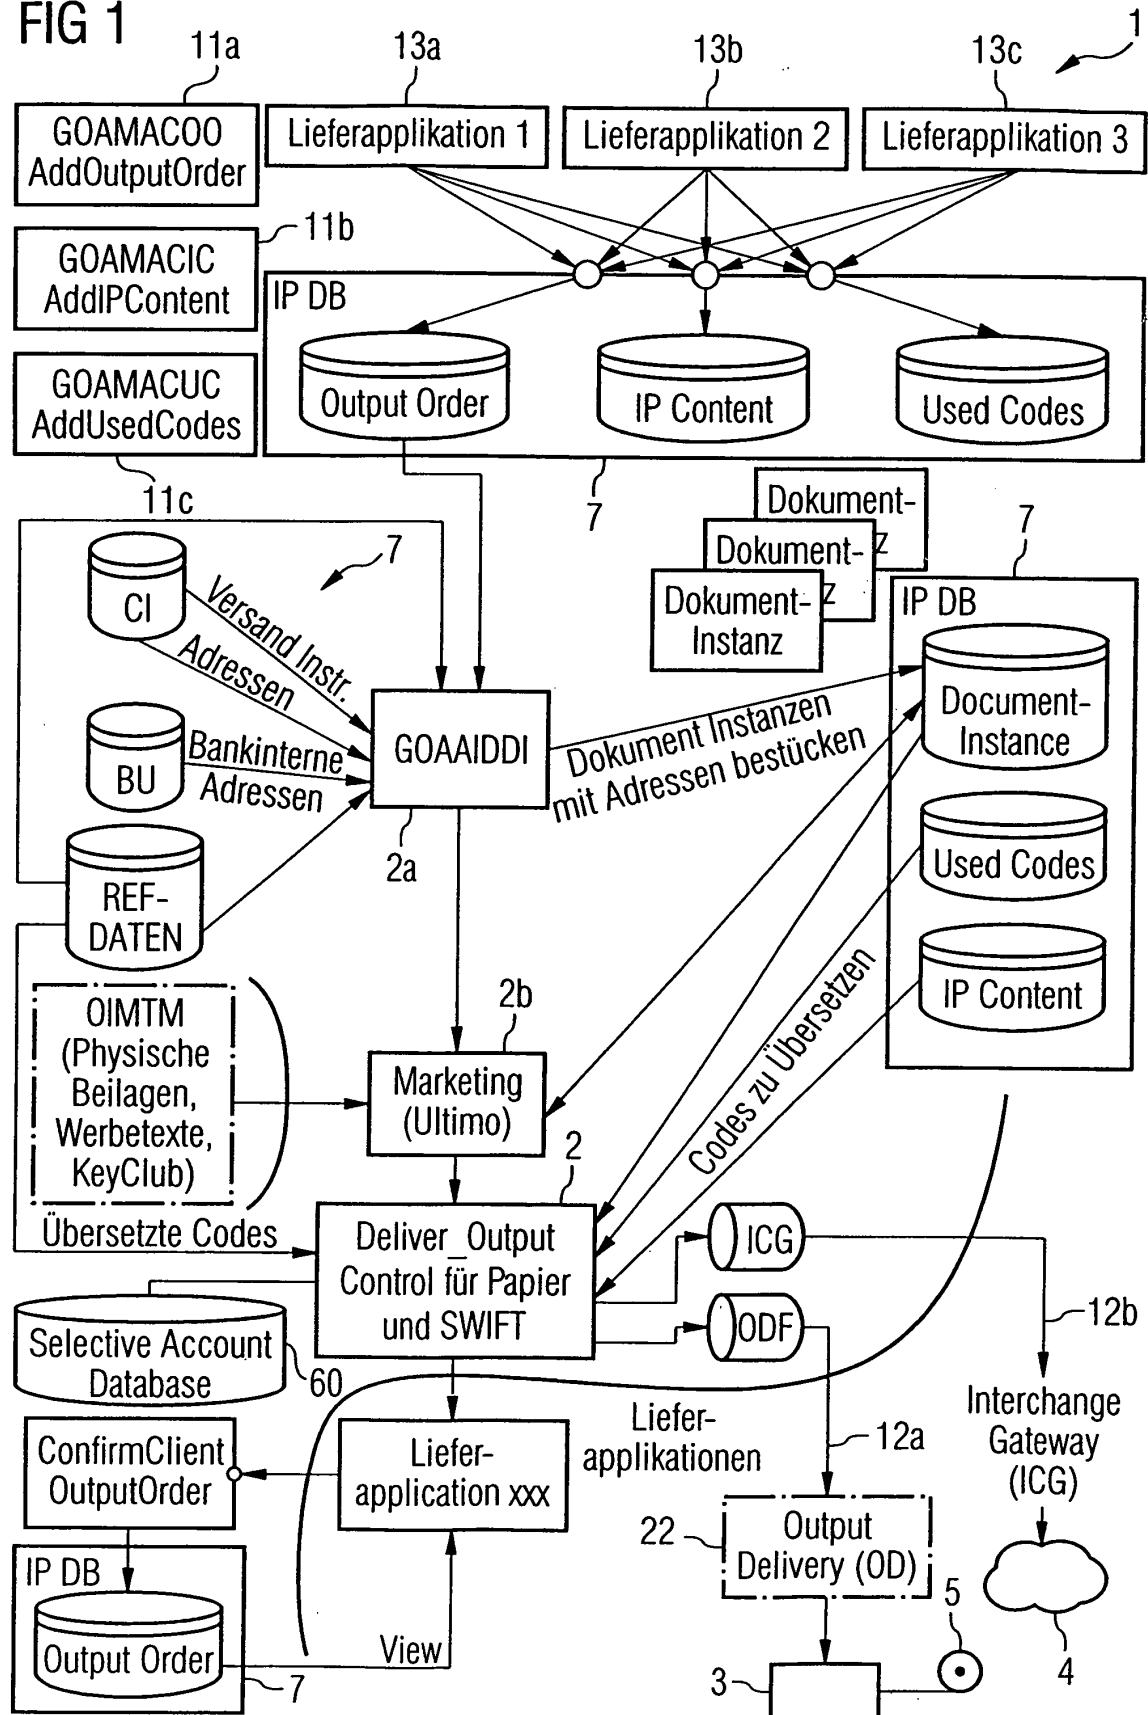 FIG 1
1
11a
13a
13b
13c
GOAMACOO
AddOutputOrder
Lieferapplikation 1
Lieferapplikation 2
Lieferapplikation 3
11b
GOAMACIC
AddIPContent
IP DB
GOAMACUC
AddUsedCodes
Output Order
IP Content
Used Codes
11c
7
Dokument-
Dokument-
Z
Dokument-
Z
Instanz
7
7
CI
Versand Instr.
Adressen
BU
Bankinterne
Adressen
GOAAIDDI
2a
REF-
DATEN
Dokument Instanzen
mit Adressen bestücken
IP DB
Document-
Instance
Used Codes
IP Content
Codes zu Übersetzen
OIMTM
(Physische
Beilagen,
Werbetexte,
KeyClub)
2b
Marketing
(Ultimo)
2
Übersetzte Codes
Deliver_Output
Control für Papier
und SWIFT
ICG
ODF
12b
Selective Account
Database
60
Interchange
Gateway
(ICG)
Liefer-
applikationen
12a
ConfirmClient
OutputOrder
Liefer-
application xxx
22
Output
Delivery (OD)
IP DB
Output Order
View
7
5
4
3